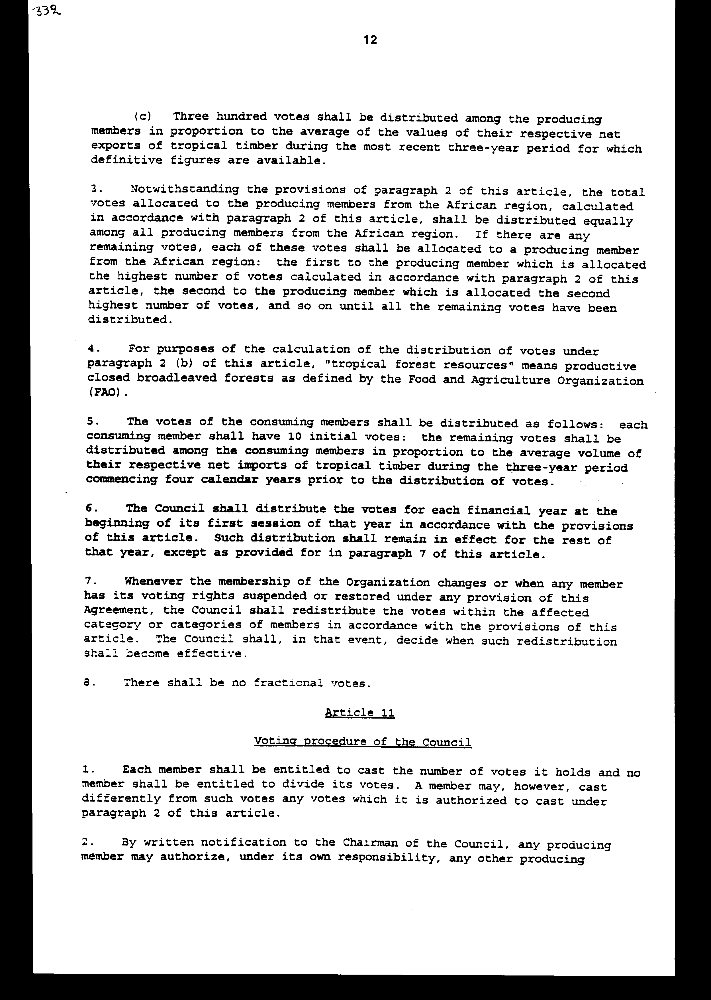 332
12
(c) Three hundred votes shall be distributed among the producing
members in proportion to the average of the values of their respective net
exports of tropical timber during the most recent three-year period for which
definitive figures are available.
3. Notwithstanding the provisions of paragraph 2 of this article, the total
votes allocated to the producing members from the African region, calculated
in accordance with paragraph 2 of this article, shall be distributed equally
among all producing members from the African region. If there are any
remaining votes, each of these votes shall be allocated to a producing member
from the African region: the first to the producing member which is allocated
the highest number of votes calculated in accordance with paragraph 2 of this
article, the second to the producing member which is allocated the second
highest number of votes, and so on until all the remaining votes have been
distributed.
4. For purposes of the calculation of the distribution of votes under
paragraph 2 (b) of this article, "tropical forest resources" means productive
closed broadleaved forests as defined by the Food and Agriculture Organization
(FAO).
5. The votes of the consuming members shall be distributed as follows: each
consuming member shall have 10 initial votes: the remaining votes shall be
distributed among the consuming members in proportion to the average volume of
their respective net imports of tropical timber during the three-year period
commencing four calendar years prior to the distribution of votes.
6. The Council shall distribute the votes for each financial year at the
beginning of its first session of that year in accordance with the provisions
of this article. Such distribution shall remain in effect for the rest of
that year, except as provided for in paragraph 7 of this article.
7. Whenever the membership of the Organization changes or when any member
has its voting rights suspended or restored under any provision of this
Agreement, the Council shall redistribute the votes within the affected
category or categories of members in accordance with the provisions of this
article. The Council shall, in that event, decide when such redistribution
shall become effective.
8. There shall be no fractional votes.
Article 11
Voting procedure of the Council
1. Each member shall be entitled to cast the number of votes it holds and no
member shall be entitled to divide its votes. A member may, however, cast
differently from such votes any votes which it is authorized to cast under
paragraph 2 of this article.
2. By written notification to the Chairman of the Council, any producing
member may authorize, under its own responsibility, any other producing